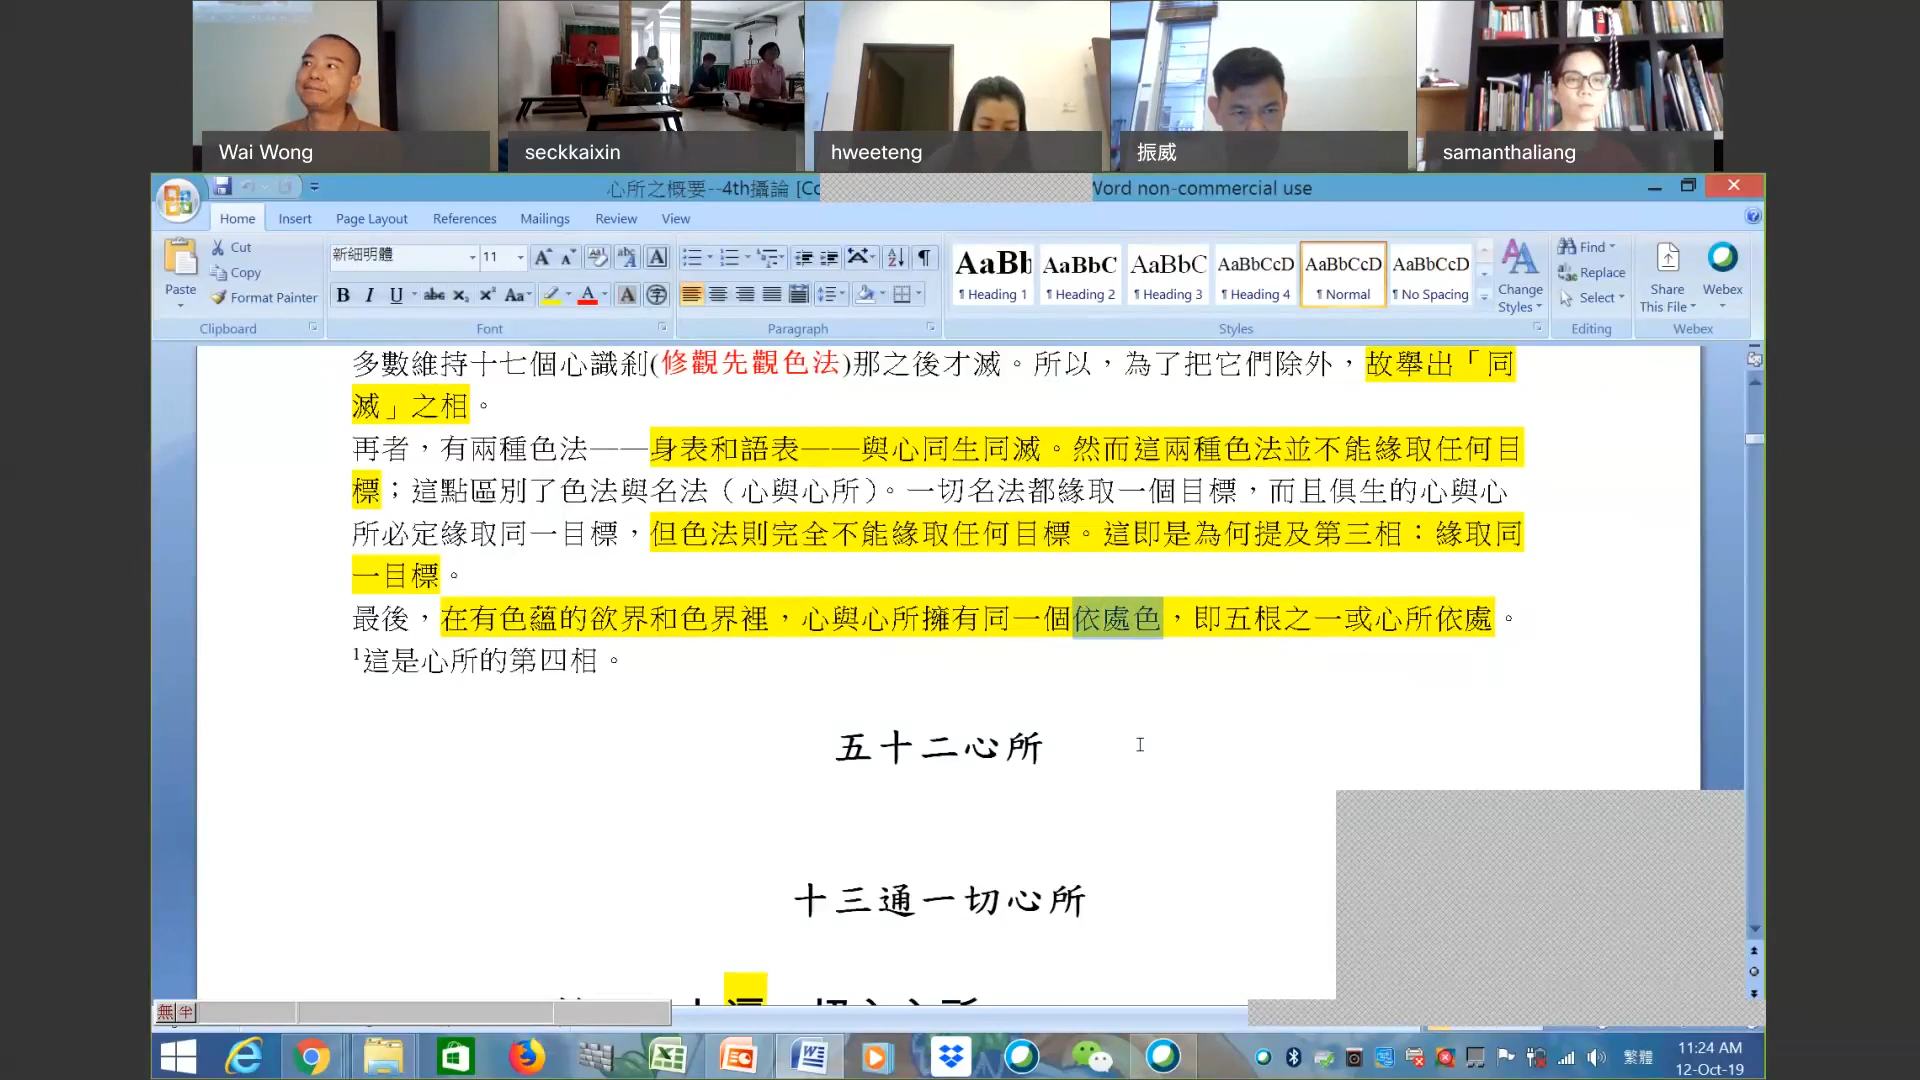 Wai Wong
seckkaixin
hweeteng
振威
samanthaliang
心所之概要--4th攝論 [Co
Word non-commercial use
Home Insert Page Layout References Mailings Review View
Paste
Cut
Copy
Format Painter
Clipboard
新細明體 11
Font
Paragraph
AaBb AaBbC AaBbC AaBbCcD AaBbCcD AaBbCcD
¶ Heading 1 ¶ Heading 2 ¶ Heading 3 ¶ Heading 4 ¶ Normal ¶ No Spacing
Change Styles
Styles
Find
Replace
Select
Editing
Share This File
Webex
Webex
多數維持十七個心識剎(修觀先觀色法)那之後才滅。所以，為了把它們除外，故舉出「同
滅」之相。
再者，有兩種色法——身表和語表——與心同生同滅。然而這兩種色法並不能緣取任何目
標；這點區別了色法與名法（心與心所）。一切名法都緣取一個目標，而且俱生的心與心
所必定緣取同一目標，但色法則完全不能緣取任何目標。這即是為何提及第三相：緣取同
一目標。
最後，在有色蘊的欲界和色界裡，心與心所擁有同一個依處色，即五根之一或心所依處。
1這是心所的第四相。
五十二心所
十三通一切心所
無 半
繁體
11:24 AM
12-Oct-19